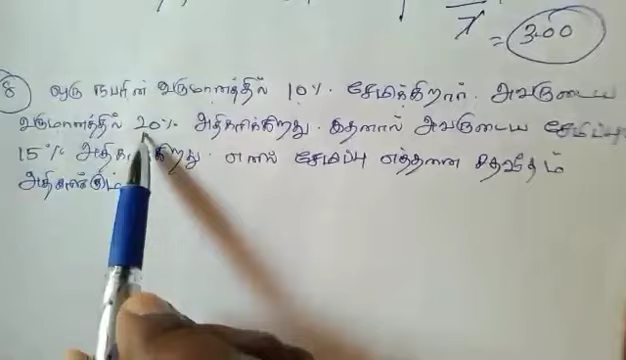 π
= 300
8 ஒரு நபரின் வருமானத்தில் 10% சேமிக்கிறார். அவருடைய
வருமானத்தில் 20% அதிகரிக்கிறது. இதனால் அவருடைய சேமிப்பு
15% எனில் சேமிப்பு எத்தனை சதவீதம்